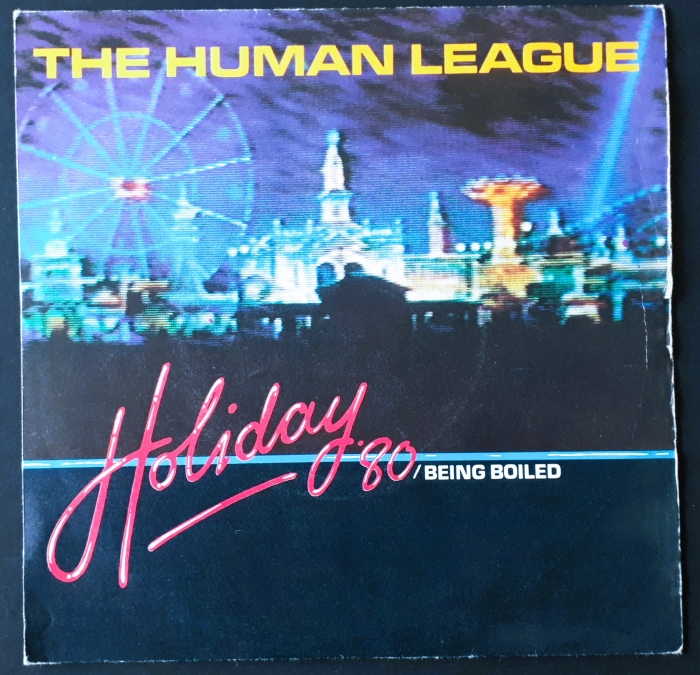 THE HUMAN LEAGUE
Holiday '80 / BEING BOILED